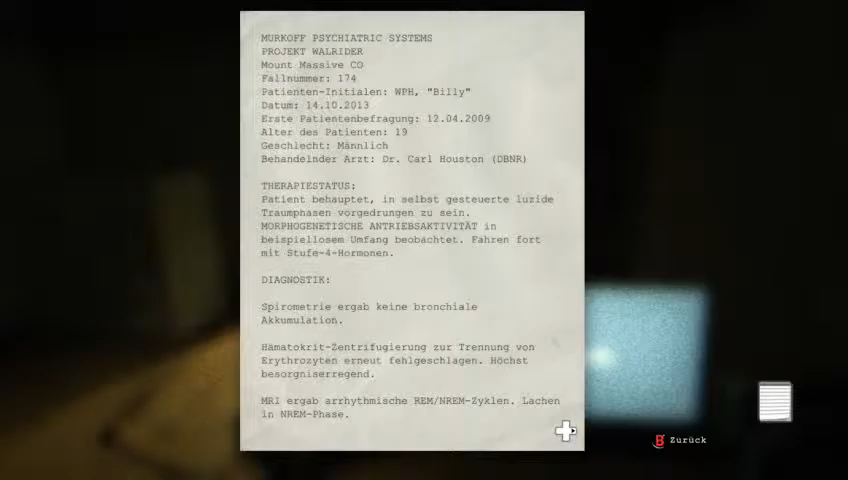 MURKOFF PSYCHIATRIC SYSTEMS
PROJEKT WALRIDER
Mount Massive CO
Fallnummer: 174
Patienten-Initialen: WPH, "Billy"
Datum: 14.10.2013
Erste Patientenbefragung: 12.04.2009
Alter des Patienten: 19
Geschlecht: Männlich
Behandelnder Arzt: Dr. Carl Houston (DBNR)
THERAPIESTATUS:
Patient behauptet, in selbst gesteuerte luzide
Traumphasen vorgedrungen zu sein.
MORPHOGENETISCHE ANTRIEBSAKTIVITÄT in
beispiellosem Umfang beobachtet. Fahren fort
mit Stufe-4-Hormonen.
DIAGNOSTIK:
Spirometrie ergab keine bronchiale
Akkumulation.
Hämatokrit-Zentrifugierung zur Trennung von
Erythrozyten erneut fehlgeschlagen. Höchst
besorgniserregend.
MRI ergab arrhythmische REM/NREM-Zyklen. Lachen
in NREM-Phase.
B Zurück